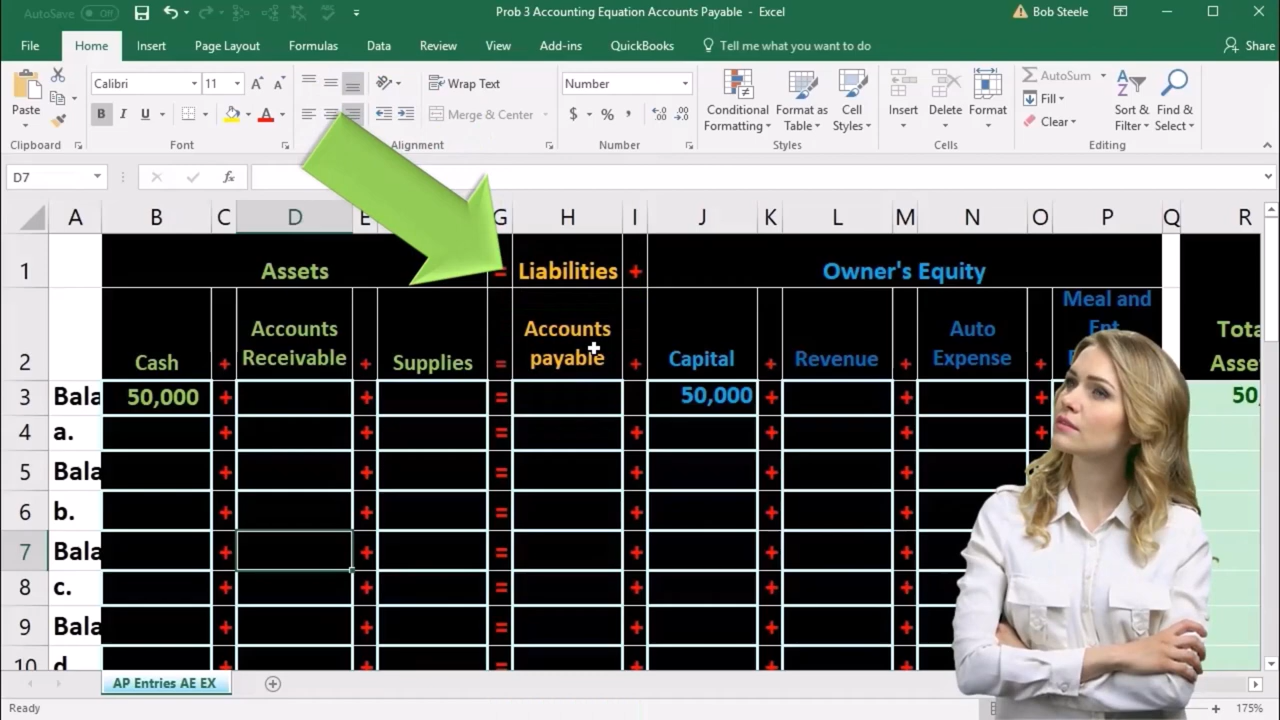 AutoSave Off
Prob 3 Accounting Equation Accounts Payable - Excel
Bob Steele
File Home Insert Page Layout Formulas Data Review View Add-ins QuickBooks Tell me what you want to do Share
Paste
Calibri 11
Wrap Text
Merge & Center
Number
$ % ,
Conditional Formatting
Format as Table
Cell Styles
Insert
Delete
Format
AutoSum
Fill
Clear
Sort & Filter
Find & Select
Clipboard Font Alignment Number Styles Cells Editing
D7 fx
A B C D E G H I J K L M N O P Q R
1 Assets = Liabilities + Owner's Equity
2 Cash + Accounts Receivable + Supplies = Accounts payable + Capital + Revenue + Auto Expense + Meal and Ent
3 Bala 50,000 + + = + 50,000 + + + 50,
4 a. + + = + + + +
5 Bala + + = + + +
6 b. + + = + + +
7 Bala + + = + + +
8 c. + + = + + +
9 Bala + + = + + +
10 d + + = + + +
AP Entries AE EX
Ready 175%